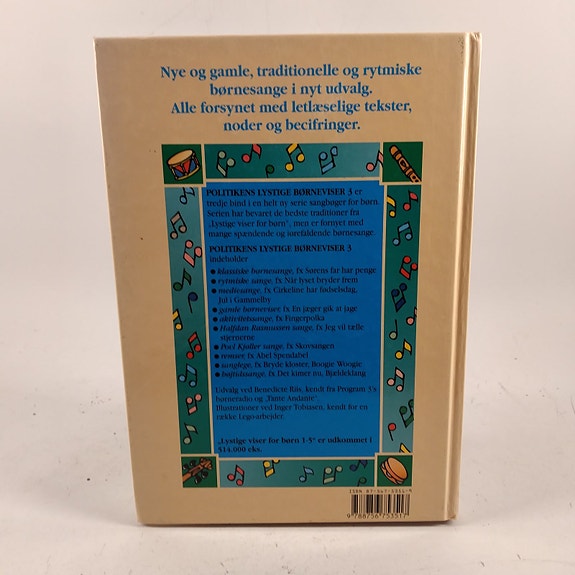 Nye og gamle, traditionelle og rytmiske
børnesange i nyt udvalg.
Alle forsynet med letlæselige tekster,
noder og becifringer.
POLITIKENS LYSTIGE BØRNEVISER 3 er
tredje bind i en helt ny serie sangbøger for børn.
Serien har bevaret de bedste traditioner fra
„Lystige viser for børn“, men er fornyet med
mange spændende og iørefaldende børnesange.
POLITIKENS LYSTIGE BØRNEVISER 3
indeholder
● klassiske børnesange, fx Sørens far har penge
● rytmiske sange, fx Når lyset bryder frem
● mediesange, fx Cirkeline har fødselsdag,
Jul i Gammelby
● gamle børneviser, fx En jæger gik at jage
● aktivitetssange, fx Fingerpolka
● Halfdan Rasmussen sange, fx Jeg vil tælle
stjernerne
● Poul Kjøller sange, fx Skovsangen
● remser, fx Abel Spendabel
● sanglege, fx Bryde kloster, Boogie Woogie
● højtidssange, fx Det kimer nu, Bjældeklang
Udvalg ved Benedicte Riis, kendt fra Program 3's
børneradio og „Tante Andante“.
Illustrationer ved Inger Tobiasen, kendt for en
række Lego-arbejder.
„Lystige viser for børn 1-5“ er udkommet i
514.000 eks.
9 788756 753517